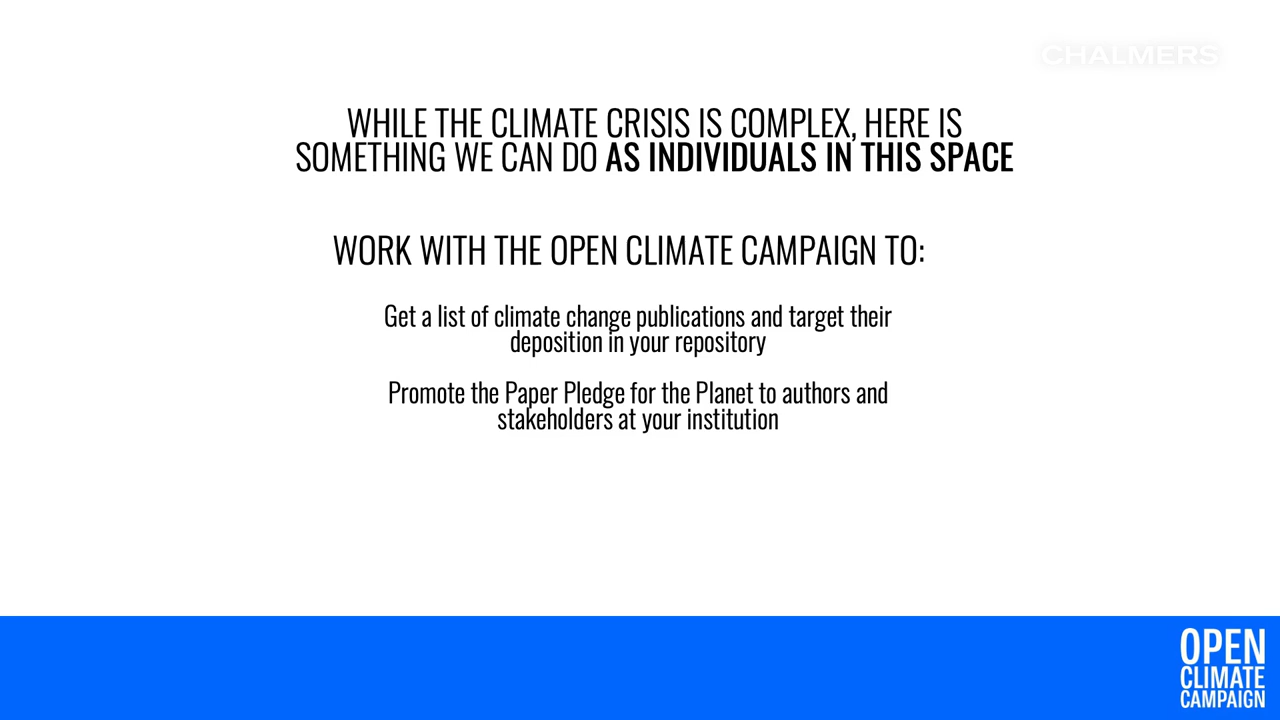 CHALMERS
WHILE THE CLIMATE CRISIS IS COMPLEX, HERE IS
SOMETHING WE CAN DO AS INDIVIDUALS IN THIS SPACE
WORK WITH THE OPEN CLIMATE CAMPAIGN TO:
Get a list of climate change publications and target their
deposition in your repository
Promote the Paper Pledge for the Planet to authors and
stakeholders at your institution
OPEN
CLIMATE
CAMPAIGN